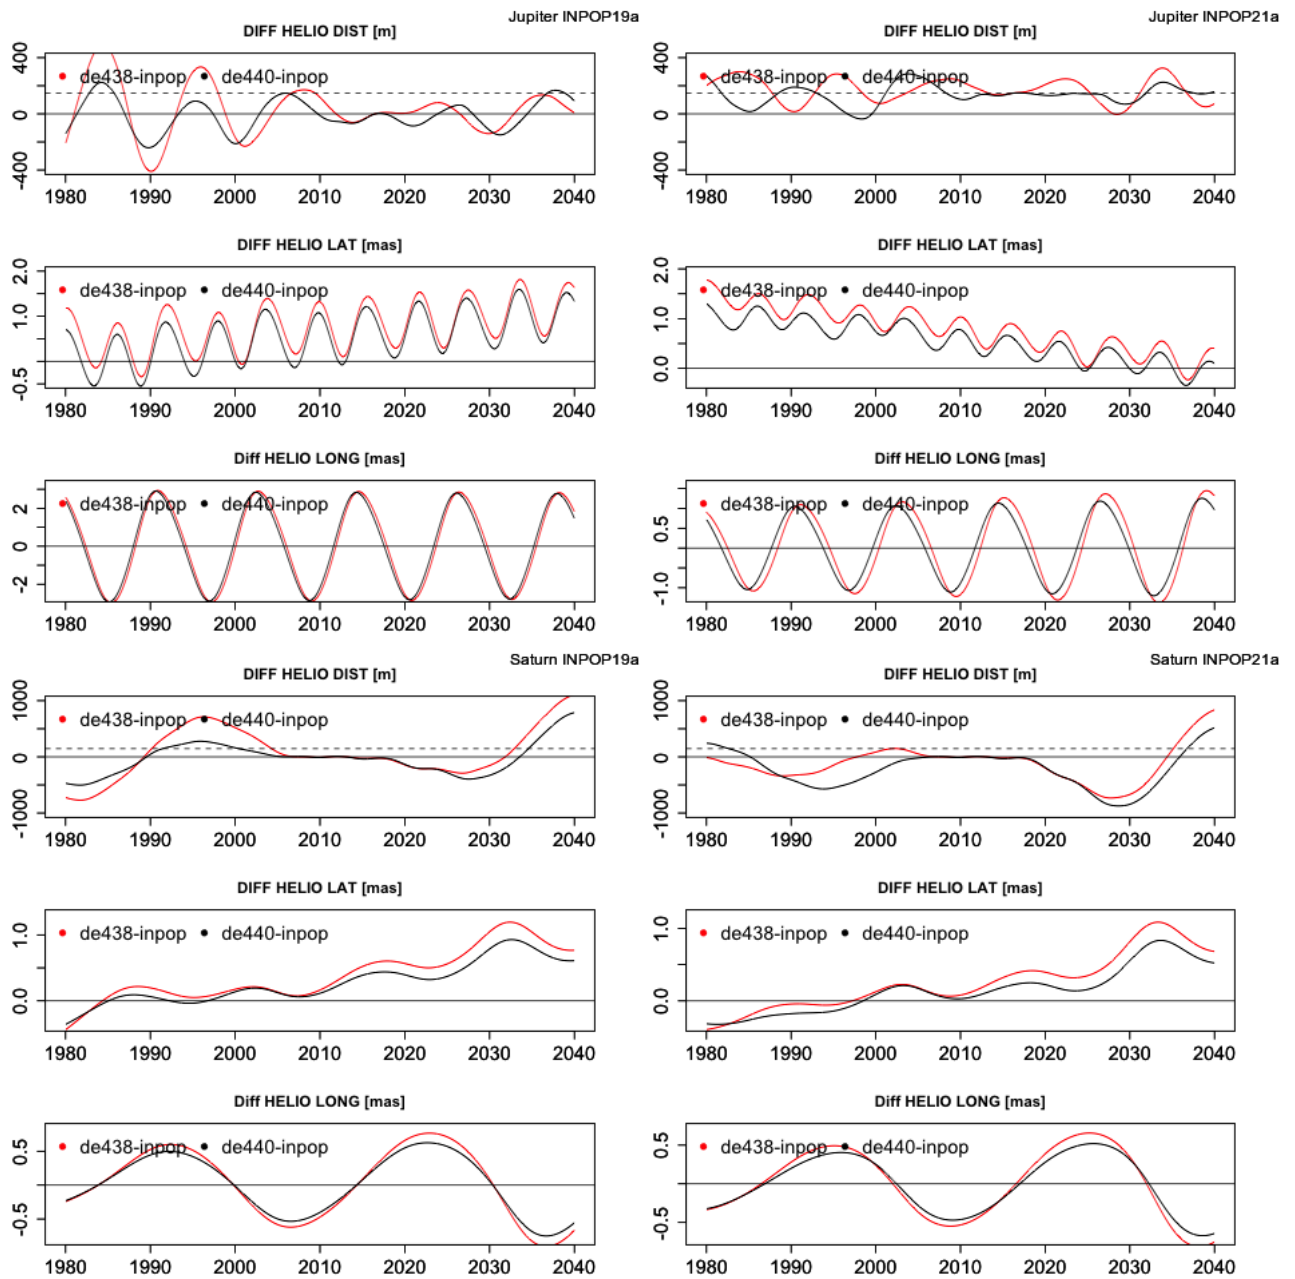 Jupiter INPOP19a
DIFF HELIO DIST [m]
400
0
-400
de438-inpop de440-inpop
1980 1990 2000 2010 2020 2030 2040
Jupiter INPOP21a
DIFF HELIO DIST [m]
400
0
-400
de438-inpop de440-inpop
1980 1990 2000 2010 2020 2030 2040
DIFF HELIO LAT [mas]
2.0
1.0
-0.5
de438-inpop de440-inpop
1980 1990 2000 2010 2020 2030 2040
DIFF HELIO LAT [mas]
2.0
1.0
0.0
de438-inpop de440-inpop
1980 1990 2000 2010 2020 2030 2040
Diff HELIO LONG [mas]
2
0
-2
de438-inpop de440-inpop
1980 1990 2000 2010 2020 2030 2040
Diff HELIO LONG [mas]
0.5
-1.0
de438-inpop de440-inpop
1980 1990 2000 2010 2020 2030 2040
Saturn INPOP19a
DIFF HELIO DIST [m]
1000
0
-1000
de438-inpop de440-inpop
1980 1990 2000 2010 2020 2030 2040
Saturn INPOP21a
DIFF HELIO DIST [m]
1000
0
-1000
de438-inpop de440-inpop
1980 1990 2000 2010 2020 2030 2040
DIFF HELIO LAT [mas]
1.0
0.0
de438-inpop de440-inpop
1980 1990 2000 2010 2020 2030 2040
DIFF HELIO LAT [mas]
1.0
0.0
de438-inpop de440-inpop
1980 1990 2000 2010 2020 2030 2040
Diff HELIO LONG [mas]
0.5
-0.5
de438-inpop de440-inpop
1980 1990 2000 2010 2020 2030 2040
Diff HELIO LONG [mas]
0.5
-0.5
de438-inpop de440-inpop
1980 1990 2000 2010 2020 2030 2040